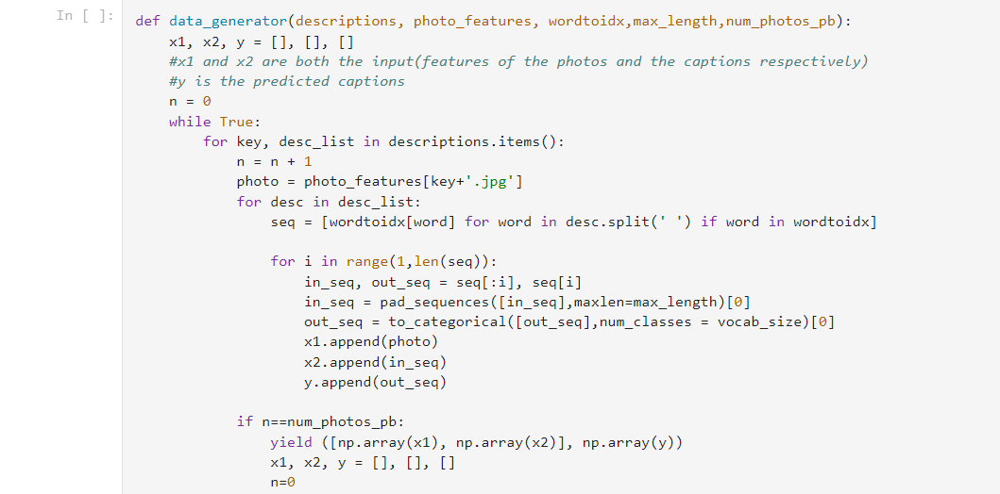 In [ ]:
def data_generator(descriptions, photo_features, wordtoidx,max_length,num_photos_pb):
    x1, x2, y = [], [], []
    #x1 and x2 are both the input(features of the photos and the captions respectively)
    #y is the predicted captions
    n = 0
    while True:
        for key, desc_list in descriptions.items():
            n = n + 1
            photo = photo_features[key+'.jpg']
            for desc in desc_list:
                seq = [wordtoidx[word] for word in desc.split(' ') if word in wordtoidx]
                for i in range(1,len(seq)):
                    in_seq, out_seq = seq[:i], seq[i]
                    in_seq = pad_sequences([in_seq],maxlen=max_length)[0]
                    out_seq = to_categorical([out_seq],num_classes = vocab_size)[0]
                    x1.append(photo)
                    x2.append(in_seq)
                    y.append(out_seq)
            if n==num_photos_pb:
                yield ([np.array(x1), np.array(x2)], np.array(y))
                x1, x2, y = [], [], []
                n=0